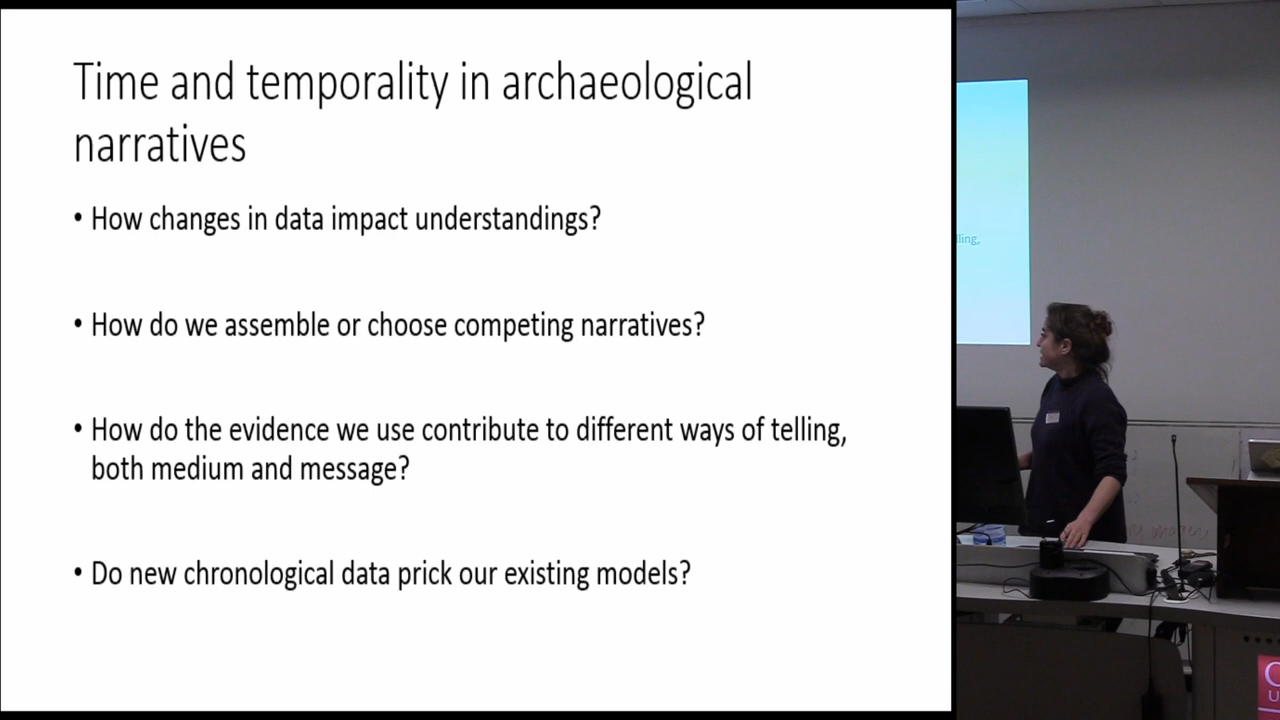 Time and temporality in archaeological
narratives
• How changes in data impact understandings?
• How do we assemble or choose competing narratives?
• How do the evidence we use contribute to different ways of telling,
both medium and message?
• Do new chronological data prick our existing models?
lling,